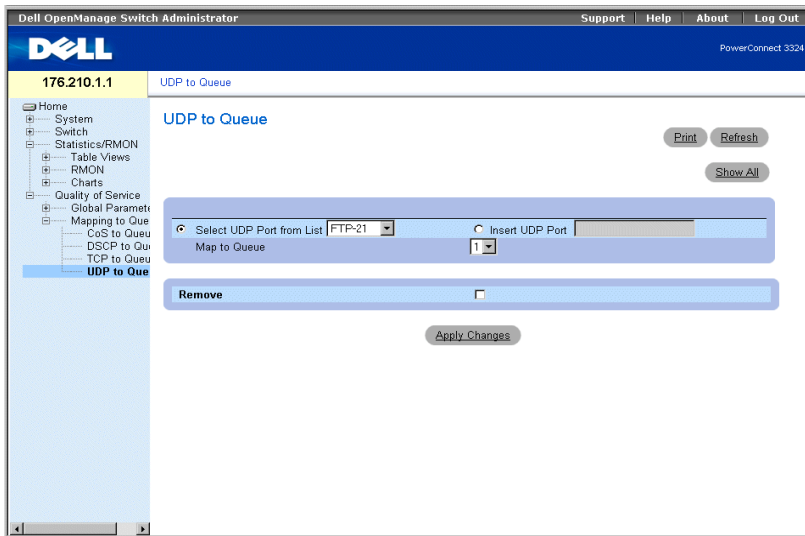 Dell OpenManage Switch Administrator
Support Help About Log Out
DELL
PowerConnect 3324
176.210.1.1
UDP to Queue
Home
System
Switch
Statistics/RMON
Table Views
RMON
Charts
Quality of Service
Global Paramete
Mapping to Que
CoS to Queu
DSCP to Qu
TCP to Queu
UDP to Que
UDP to Queue
Print Refresh
Show All
Select UDP Port from List FTP-21 Insert UDP Port
Map to Queue 1
Remove
Apply Changes